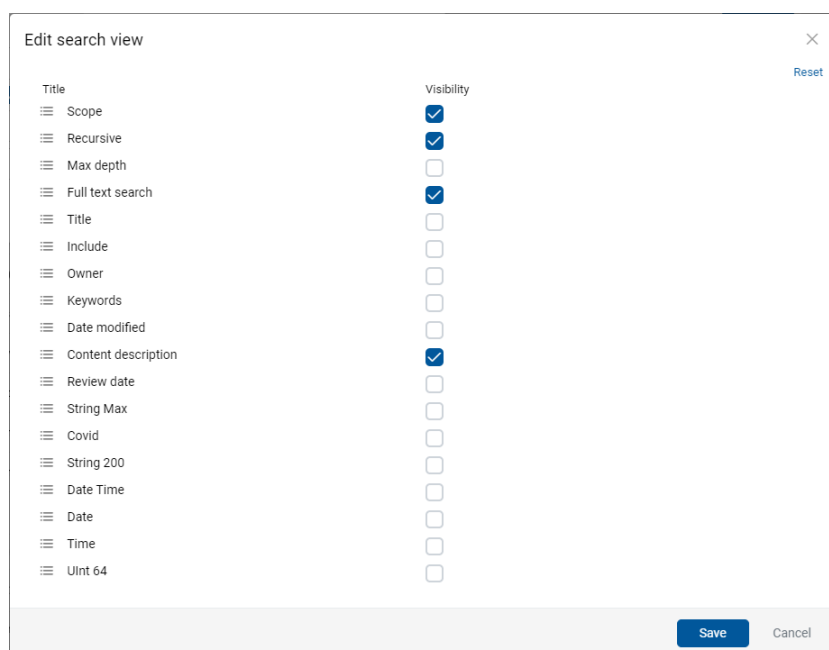 Edit search view
Reset
Title Visibility
Scope
Recursive
Max depth
Full text search
Title
Include
Owner
Keywords
Date modified
Content description
Review date
String Max
Covid
String 200
Date Time
Date
Time
UInt 64
Save Cancel